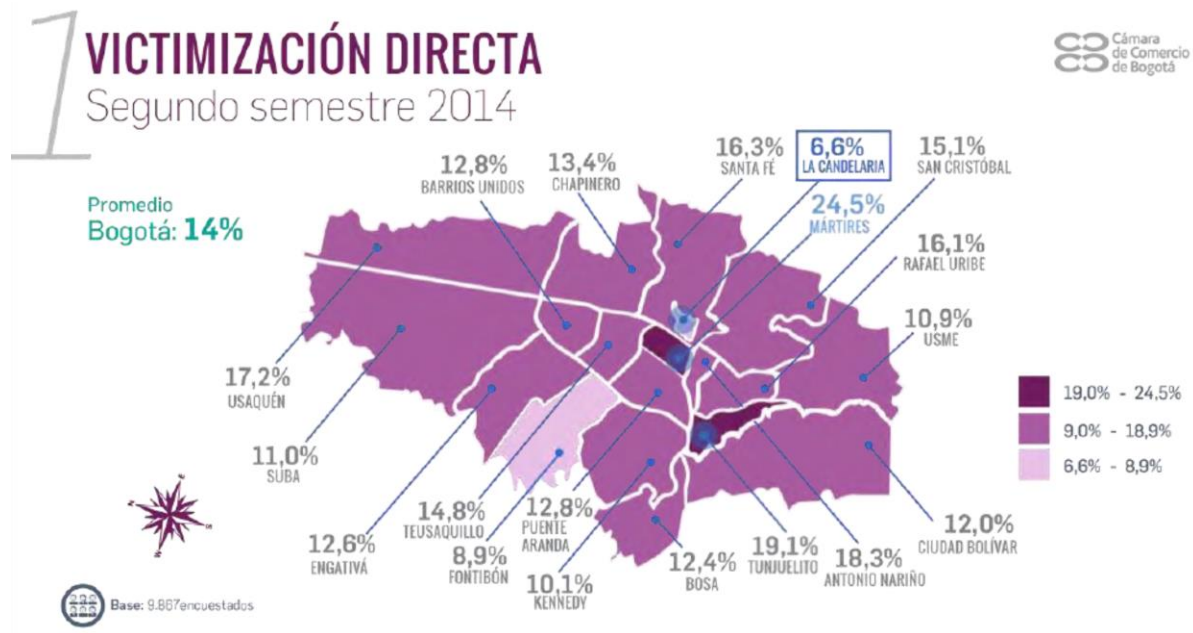 1
VICTIMIZACIÓN DIRECTA
Segundo semestre 2014
Cámara
de Comercio
de Bogotá
Promedio
Bogotá: 14%
12,8%
BARRIOS UNIDOS
13,4%
CHAPINERO
16,3%
SANTA FÉ
6,6%
LA CANDELARIA
15,1%
SAN CRISTÓBAL
24,5%
MÁRTIRES
16,1%
RAFAEL URIBE
10,9%
USME
17,2%
USAQUÉN
11,0%
SUBA
12,6%
ENGATIVÁ
14,8%
TEUSAQUILLO
8,9%
FONTIBÓN
12,8%
PUENTE
ARANDA
10,1%
KENNEDY
12,4%
BOSA
19,1%
TUNJUELITO
18,3%
ANTONIO NARIÑO
12,0%
CIUDAD BOLÍVAR
19,0% - 24,5%
9,0% - 18,9%
6,6% - 8,9%
Base: 9.867encuestados